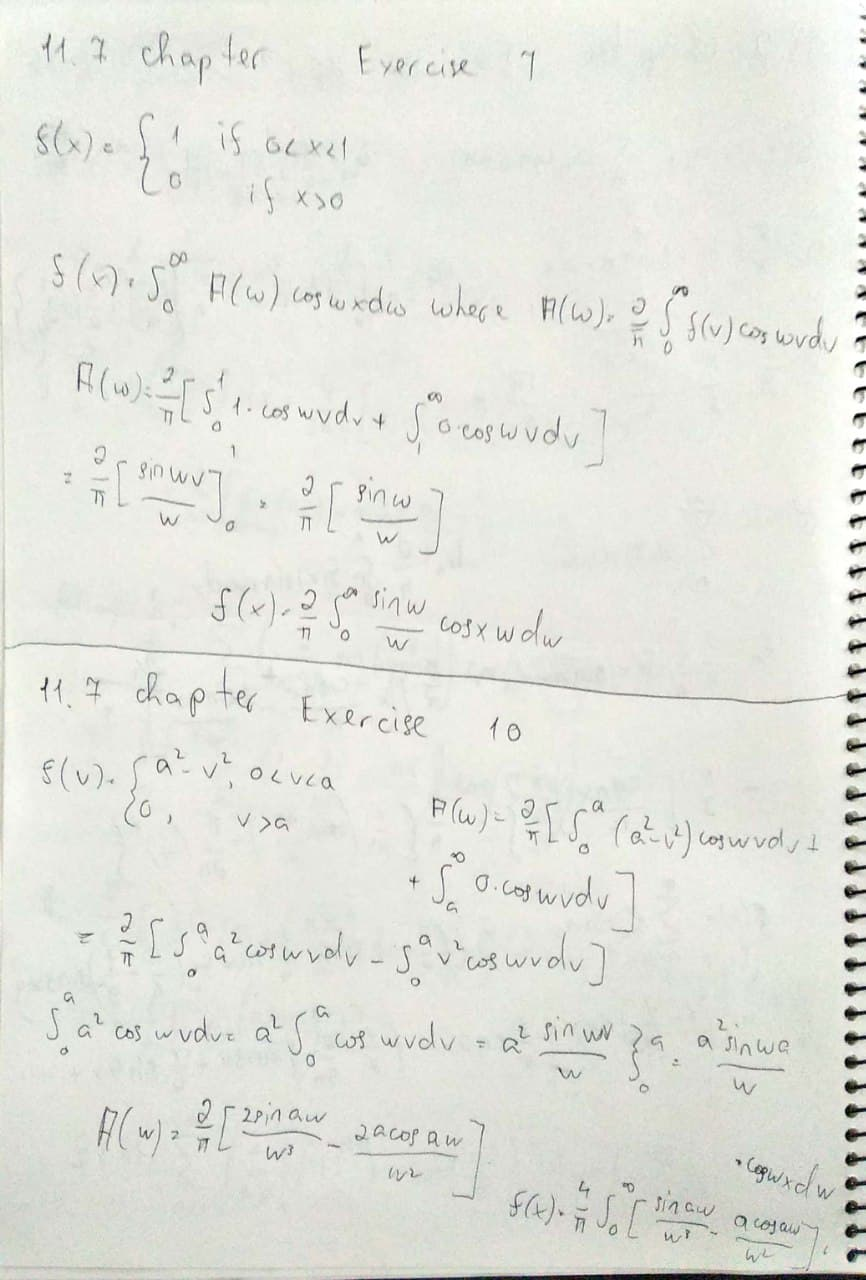 11.7 chapter Exercise 7
f(x) = { 1 if 0<x<1
0 if x>0
f(x) = ∫₀^∞ A(w) cos wx dw where A(w) = 2/π ∫₀^∞ f(v) cos wv dv
A(w) = 2/π [ ∫₀^1 1·cos wv dv + ∫₁^∞ 0·cos wv dv ]
= 2/π [ sin wv / w ]₀^1 = 2/π [ sin w / w ]
f(x) = 2/π ∫₀^∞ sin w / w cos xw dw
11.7 chapter Exercise 10
f(v) = { a² - v², 0<v<a
0, v>a
A(w) = 2/π [ ∫₀^a (a²-v²) cos wv dv +
+ ∫ₐ^∞ 0·cos wv dv ]
= 2/π [ ∫₀^a a² cos wv dv - ∫₀^a v² cos wv dv ]
∫₀^a a² cos wv dv = a² ∫₀^a cos wv dv = a² sin wv / w }₀^a = a² sin wa / w
A(w) = 2/π [ 2 sin aw / w³ - 2a cos aw / w² ]
f(x) = 4/π ∫₀^∞ [ sin aw / w³ - a cos aw / w² ] ·
· cos wx dw